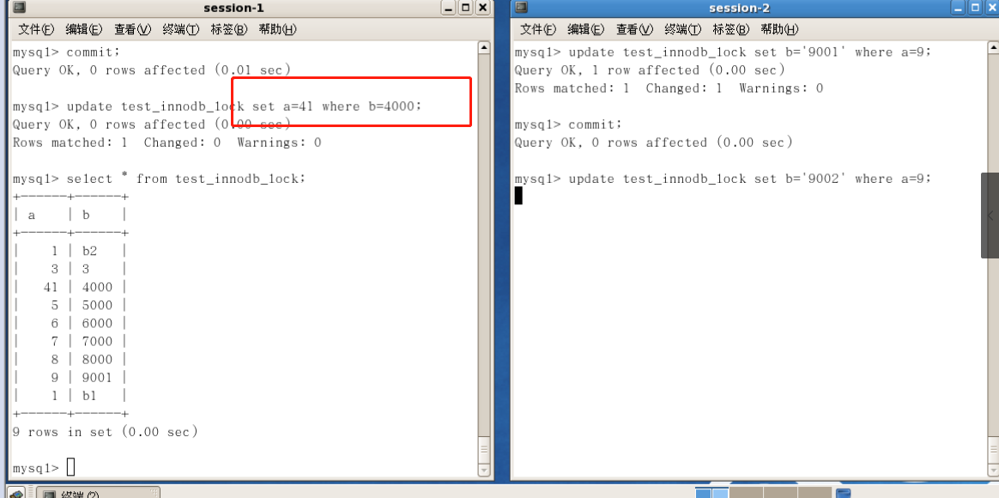 session-1
文件(F) 编辑(E) 查看(V) 终端(T) 标签(B) 帮助(H)
mysql> commit;
Query OK, 0 rows affected (0.01 sec)
mysql> update test_innodb_lock set a=41 where b=4000;
Query OK, 0 rows affected (0.00 sec)
Rows matched: 1  Changed: 0  Warnings: 0
mysql> select * from test_innodb_lock;
+------+------+
| a    | b    |
+------+------+
|    1 | b2   |
|    3 | 3    |
|   41 | 4000 |
|    5 | 5000 |
|    6 | 6000 |
|    7 | 7000 |
|    8 | 8000 |
|    9 | 9001 |
|    1 | b1   |
+------+------+
9 rows in set (0.00 sec)
mysql>
session-2
文件(F) 编辑(E) 查看(V) 终端(T) 标签(B) 帮助(H)
mysql> update test_innodb_lock set b='9001' where a=9;
Query OK, 1 row affected (0.00 sec)
Rows matched: 1  Changed: 1  Warnings: 0
mysql> commit;
Query OK, 0 rows affected (0.00 sec)
mysql> update test_innodb_lock set b='9002' where a=9;